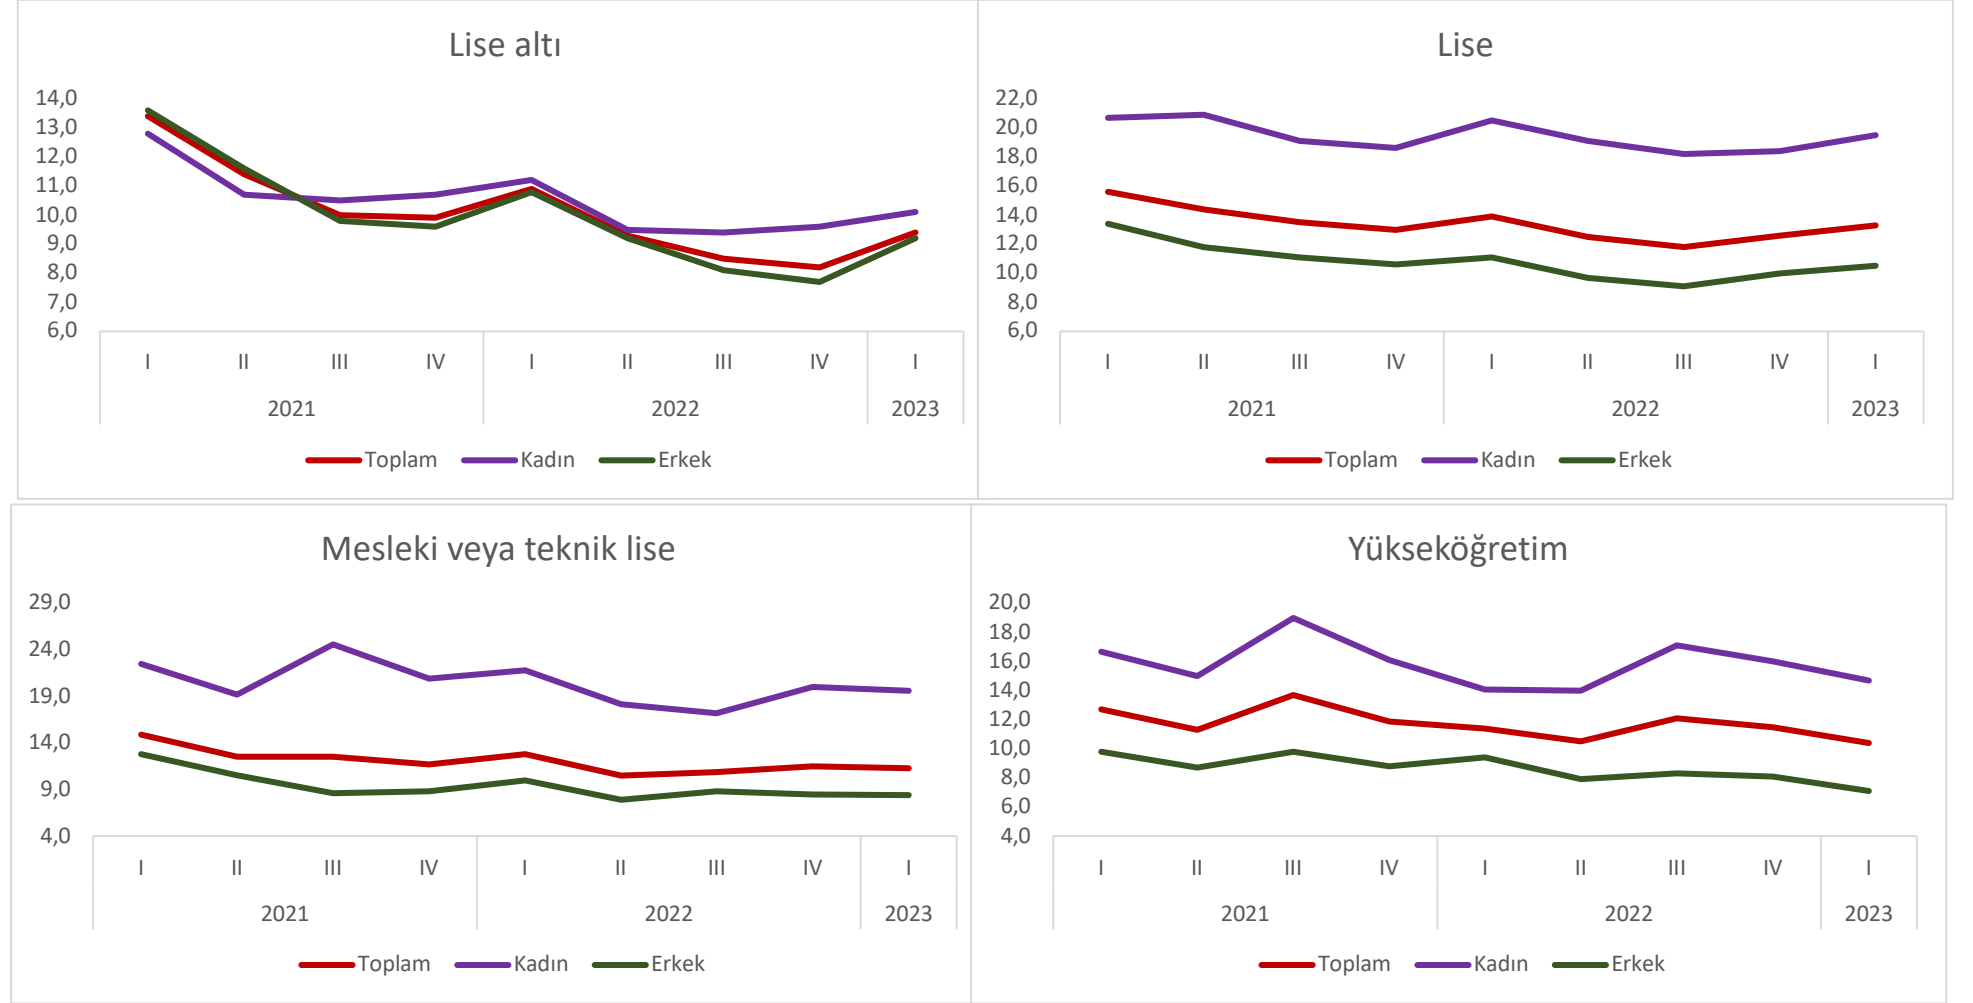 Lise altı
14,0
13,0
12,0
11,0
10,0
9,0
8,0
7,0
6,0
I II III IV I II III IV I
2021 2022 2023
Toplam Kadın Erkek
Lise
22,0
20,0
18,0
16,0
14,0
12,0
10,0
8,0
6,0
I II III IV I II III IV I
2021 2022 2023
Toplam Kadın Erkek
Mesleki veya teknik lise
29,0
24,0
19,0
14,0
9,0
4,0
I II III IV I II III IV I
2021 2022 2023
Toplam Kadın Erkek
Yükseköğretim
20,0
18,0
16,0
14,0
12,0
10,0
8,0
6,0
4,0
I II III IV I II III IV I
2021 2022 2023
Toplam Kadın Erkek